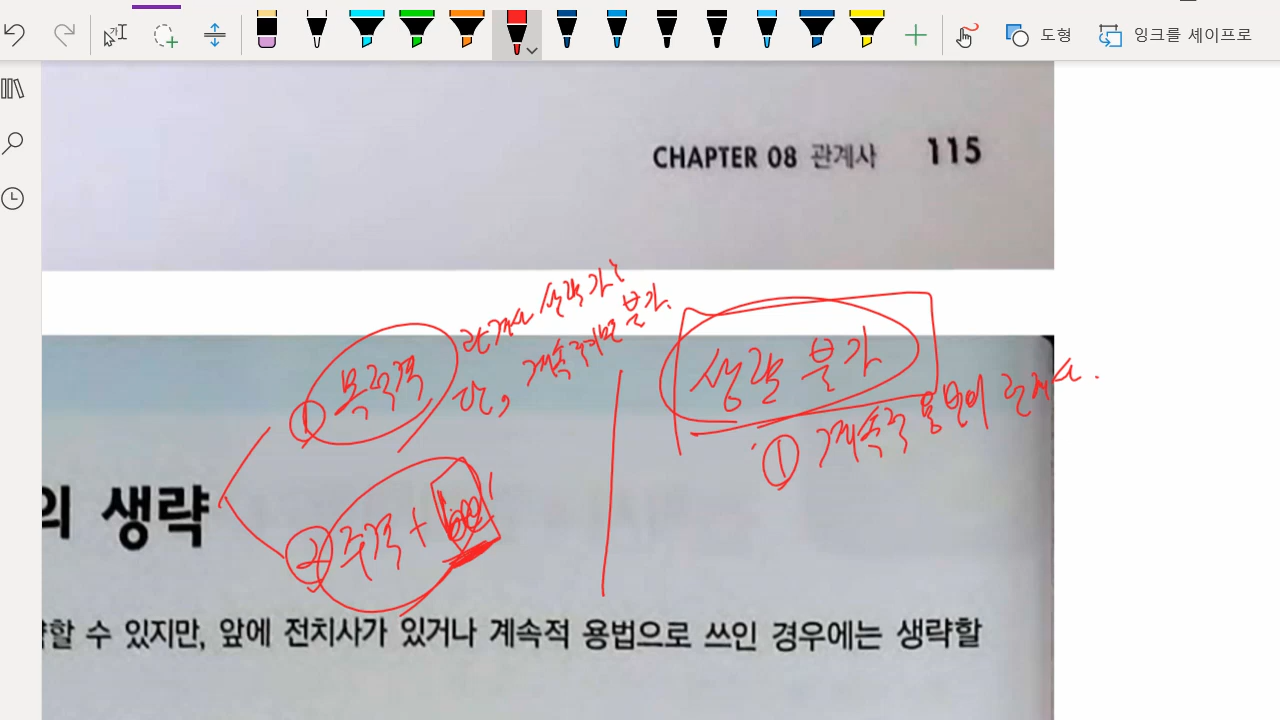 도형
잉크를 셰이프로
CHAPTER 08 관계사 115
관계사 생략 가능
단, 계속적이면 불가.
① 목적격
② 주격 + be
생략 불가
① 계속적 용법의 관계사.
의 생략
할 수 있지만, 앞에 전치사가 있거나 계속적 용법으로 쓰인 경우에는 생략할